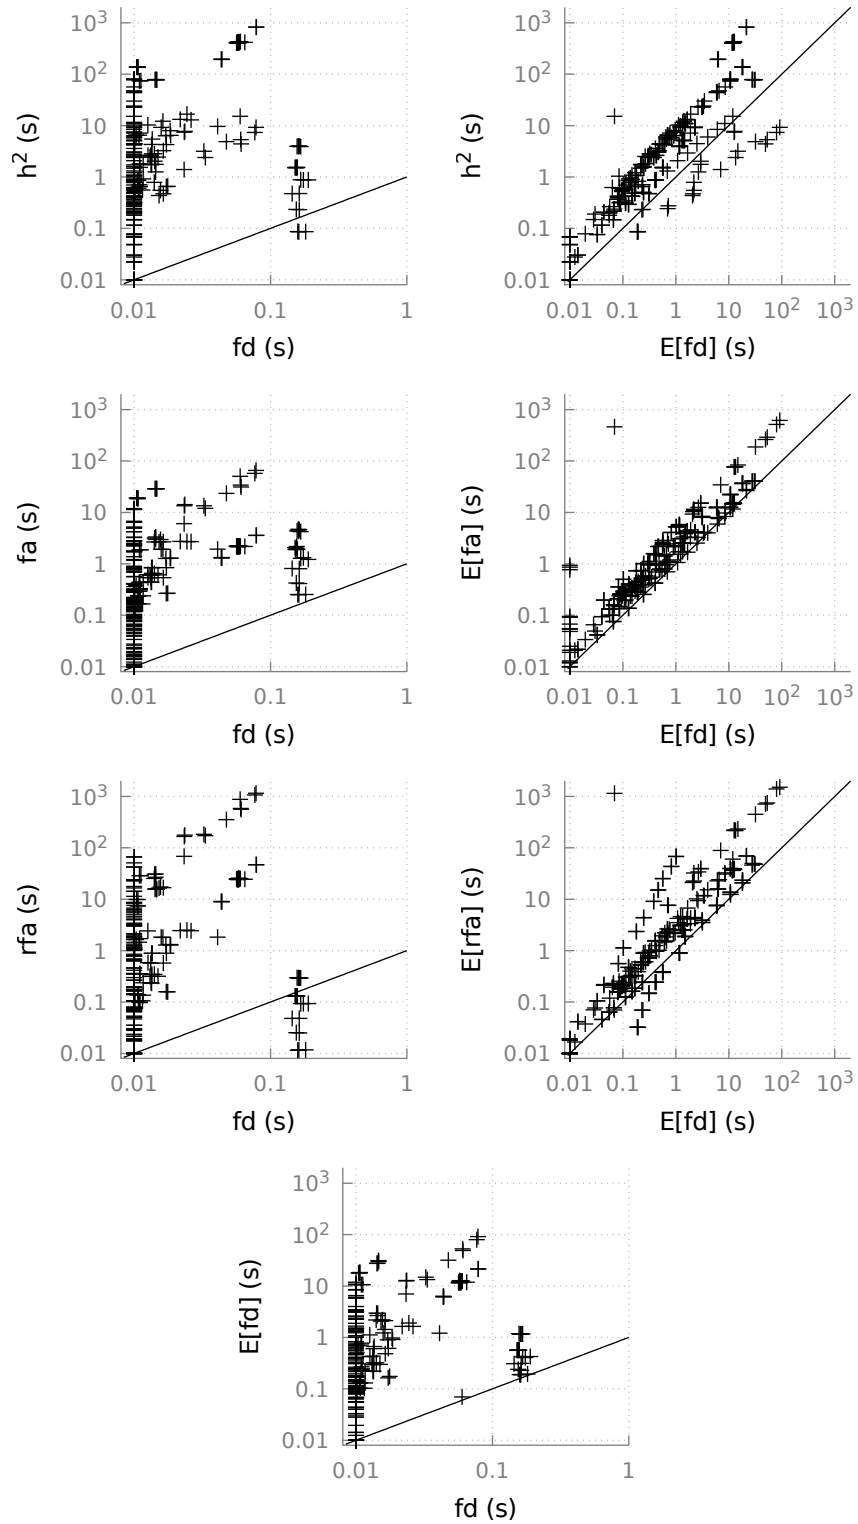 10³ 10³
10² 10²
h² (s) 10 h² (s) 10
1 1
0.1 0.1
0.01 0.01
0.01 0.1 1 0.01 0.1 1 10 10² 10³
fd (s) E[fd] (s)
10³ 10³
10² 10²
fa (s) 10 E[fa] (s) 10
1 1
0.1 0.1
0.01 0.01
0.01 0.1 1 0.01 0.1 1 10 10² 10³
fd (s) E[fd] (s)
10³ 10³
10² 10²
rfa (s) 10 E[rfa] (s) 10
1 1
0.1 0.1
0.01 0.01
0.01 0.1 1 0.01 0.1 1 10 10² 10³
fd (s) E[fd] (s)
10³
10²
E[fd] (s) 10
1
0.1
0.01
0.01 0.1 1
fd (s)